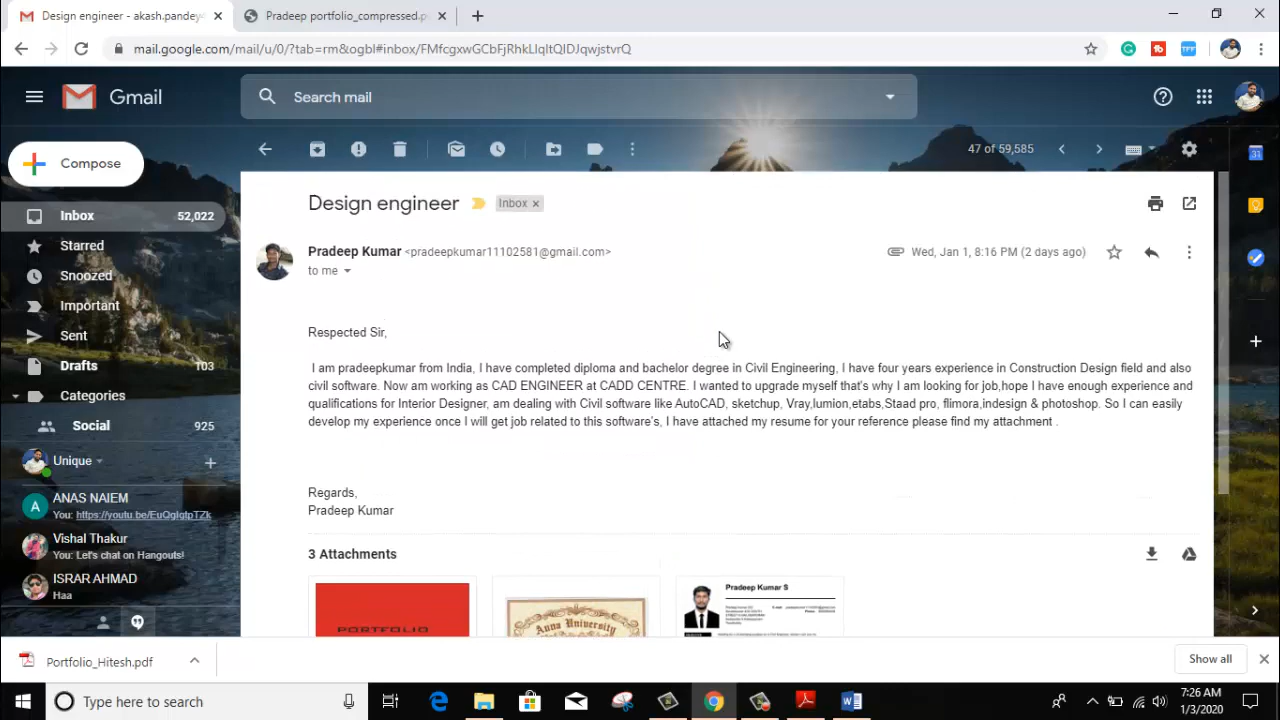 Design engineer - akash.pandey
Pradeep portfolio_compressed.p
mail.google.com/mail/u/0/?tab=rm&ogbl#inbox/FMfcgxwGCbFjRhkLlqltQIDJqwjstvrQ
Gmail
Search mail
Compose
47 of 59,585
Inbox 52,022
Starred
Snoozed
Important
Sent
Drafts 103
Categories
Social 925
Unique
ANAS NAIEM
You: https://youtu.be/EuQgIqtpTZk
Vishal Thakur
You: Let's chat on Hangouts!
ISRAR AHMAD
Haa
Design engineer Inbox x
Pradeep Kumar <pradeepkumar11102581@gmail.com>
Wed, Jan 1, 8:16 PM (2 days ago)
to me
Respected Sir,
I am pradeepkumar from India, I have completed diploma and bachelor degree in Civil Engineering, I have four years experience in Construction Design field and also
civil software. Now am working as CAD ENGINEER at CADD CENTRE. I wanted to upgrade myself that's why I am looking for job,hope I have enough experience and
qualifications for Interior Designer, am dealing with Civil software like AutoCAD, sketchup, Vray,lumion,etabs,Staad pro, flimora,indesign & photoshop. So I can easily
develop my experience once I will get job related to this software's, I have attached my resume for your reference please find my attachment .
Regards,
Pradeep Kumar
3 Attachments
PORTFOLIO
University
Pradeep Kumar S
Portfolio_Hitesh.pdf
Show all
Type here to search
7:26 AM
1/3/2020